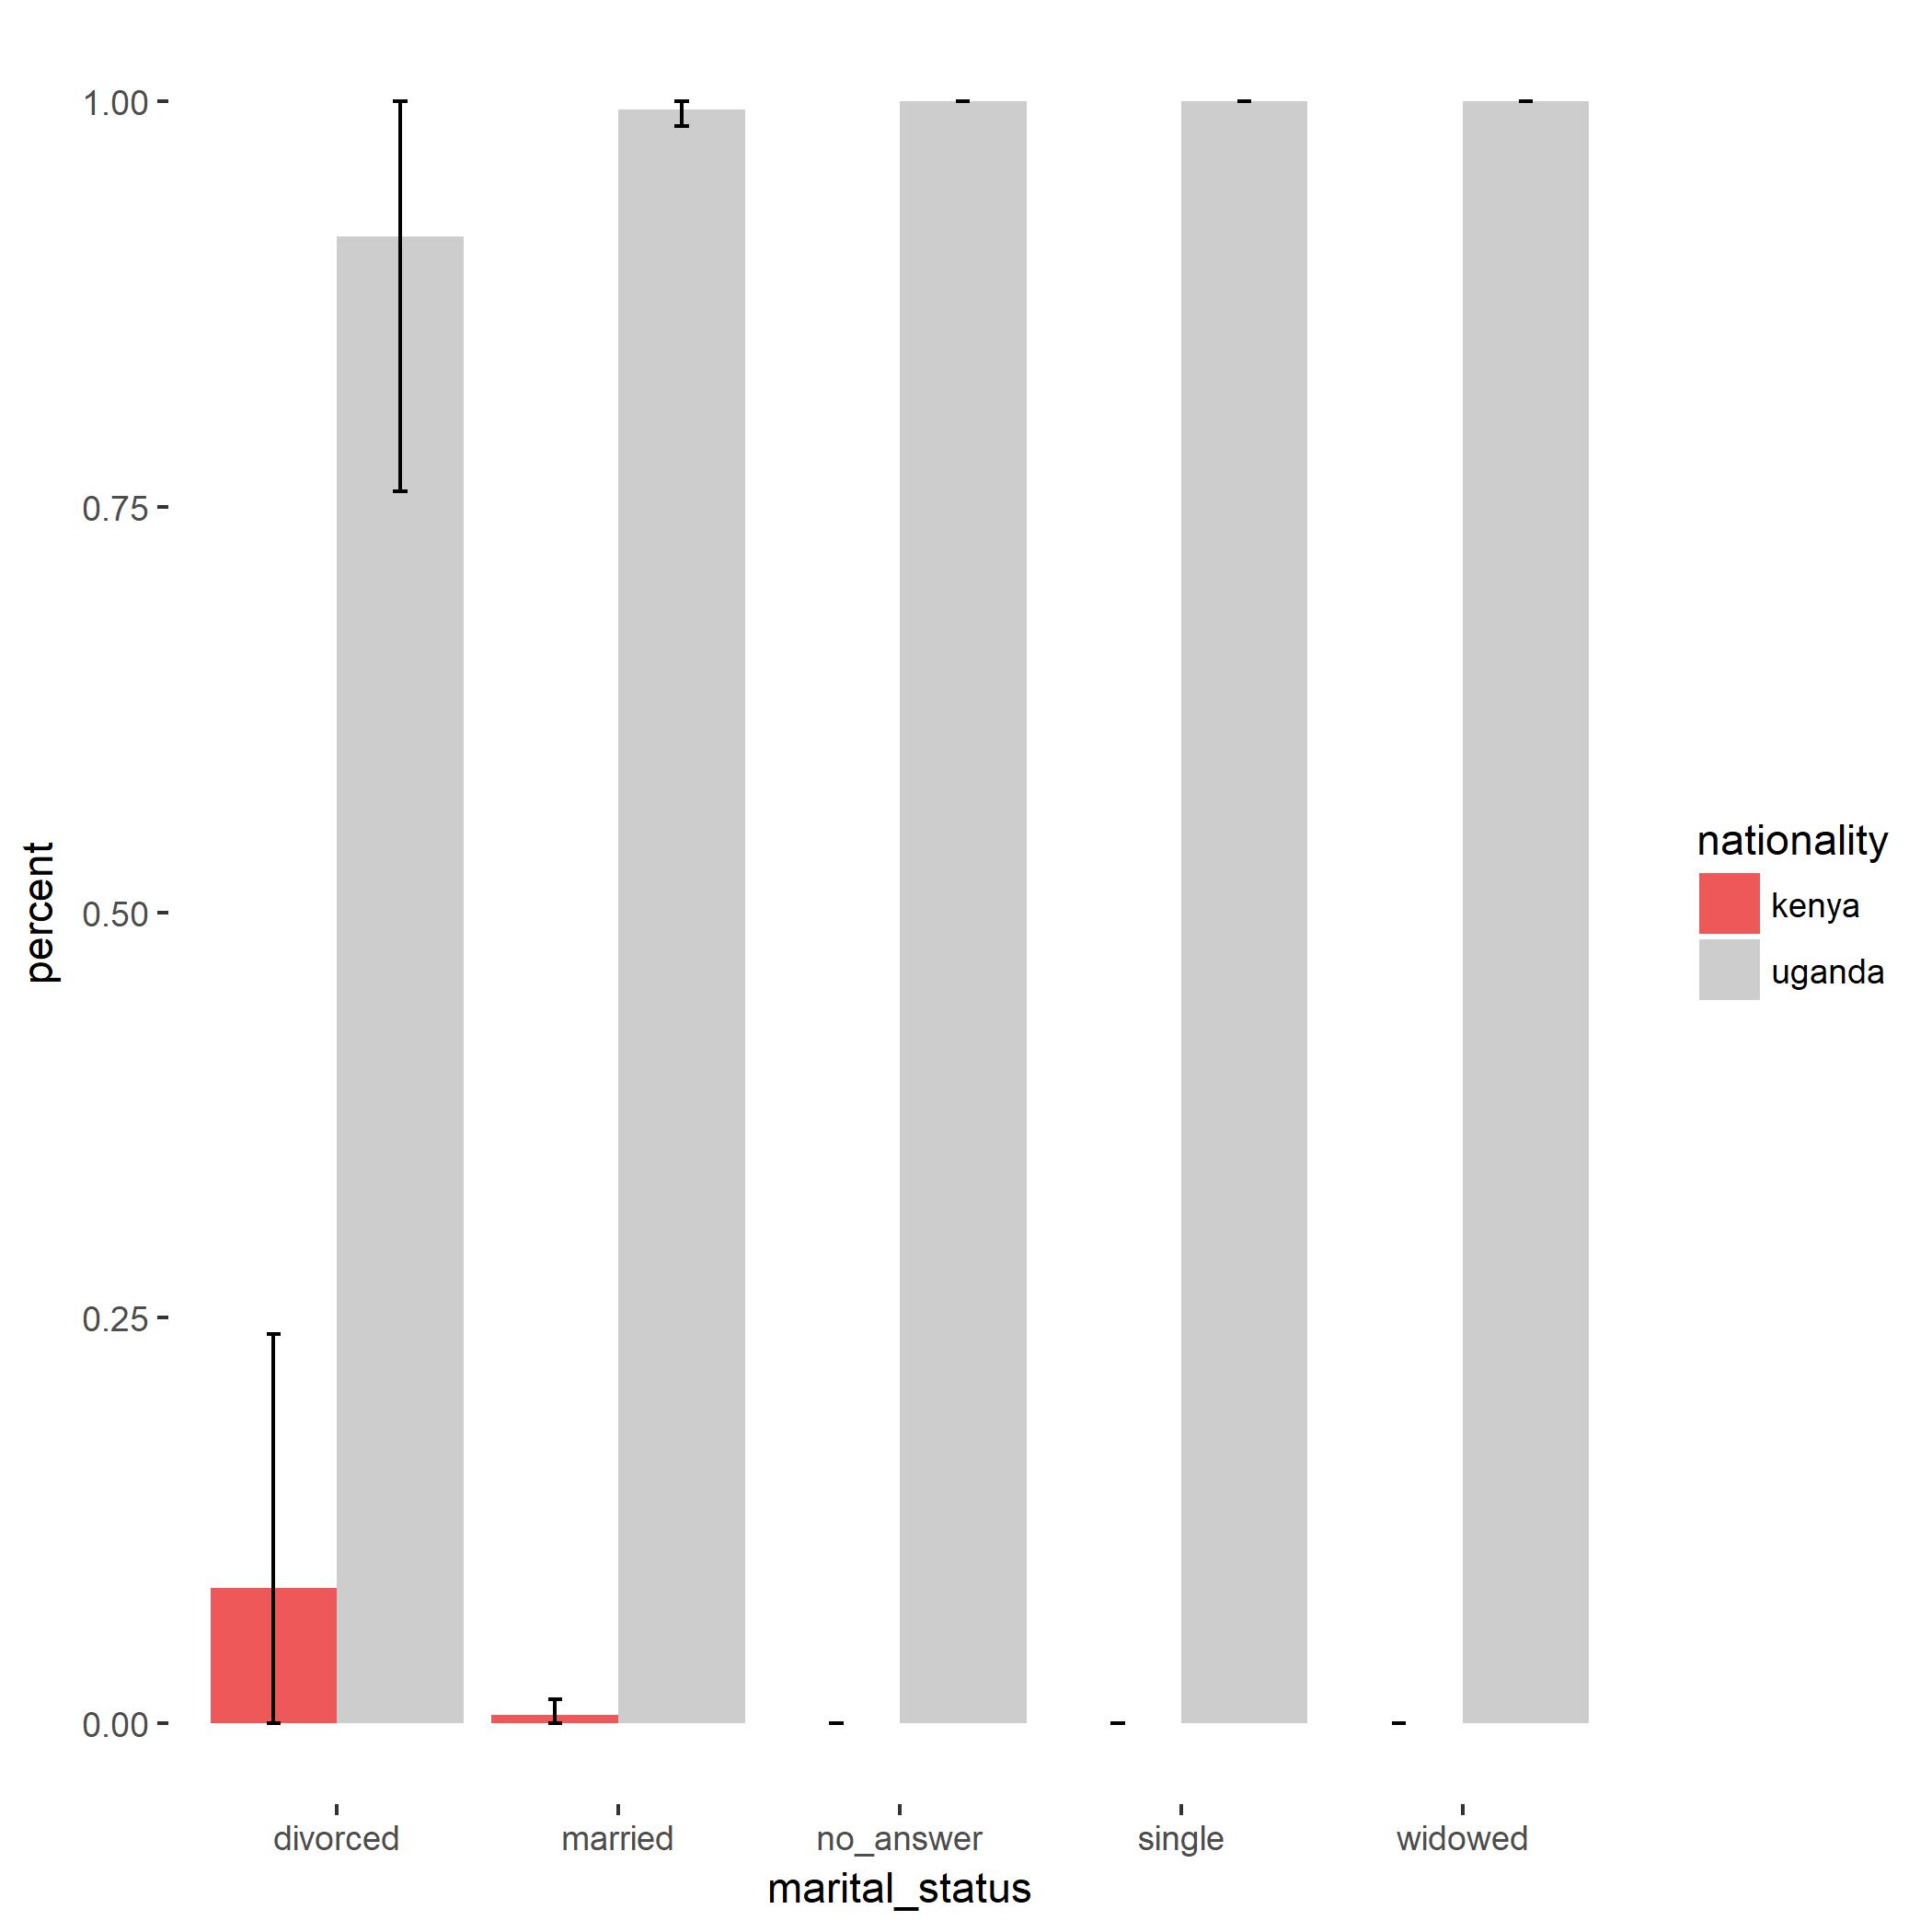 1.00
0.75
0.50
0.25
0.00
percent
divorced married no_answer single widowed
marital_status
nationality
kenya
uganda